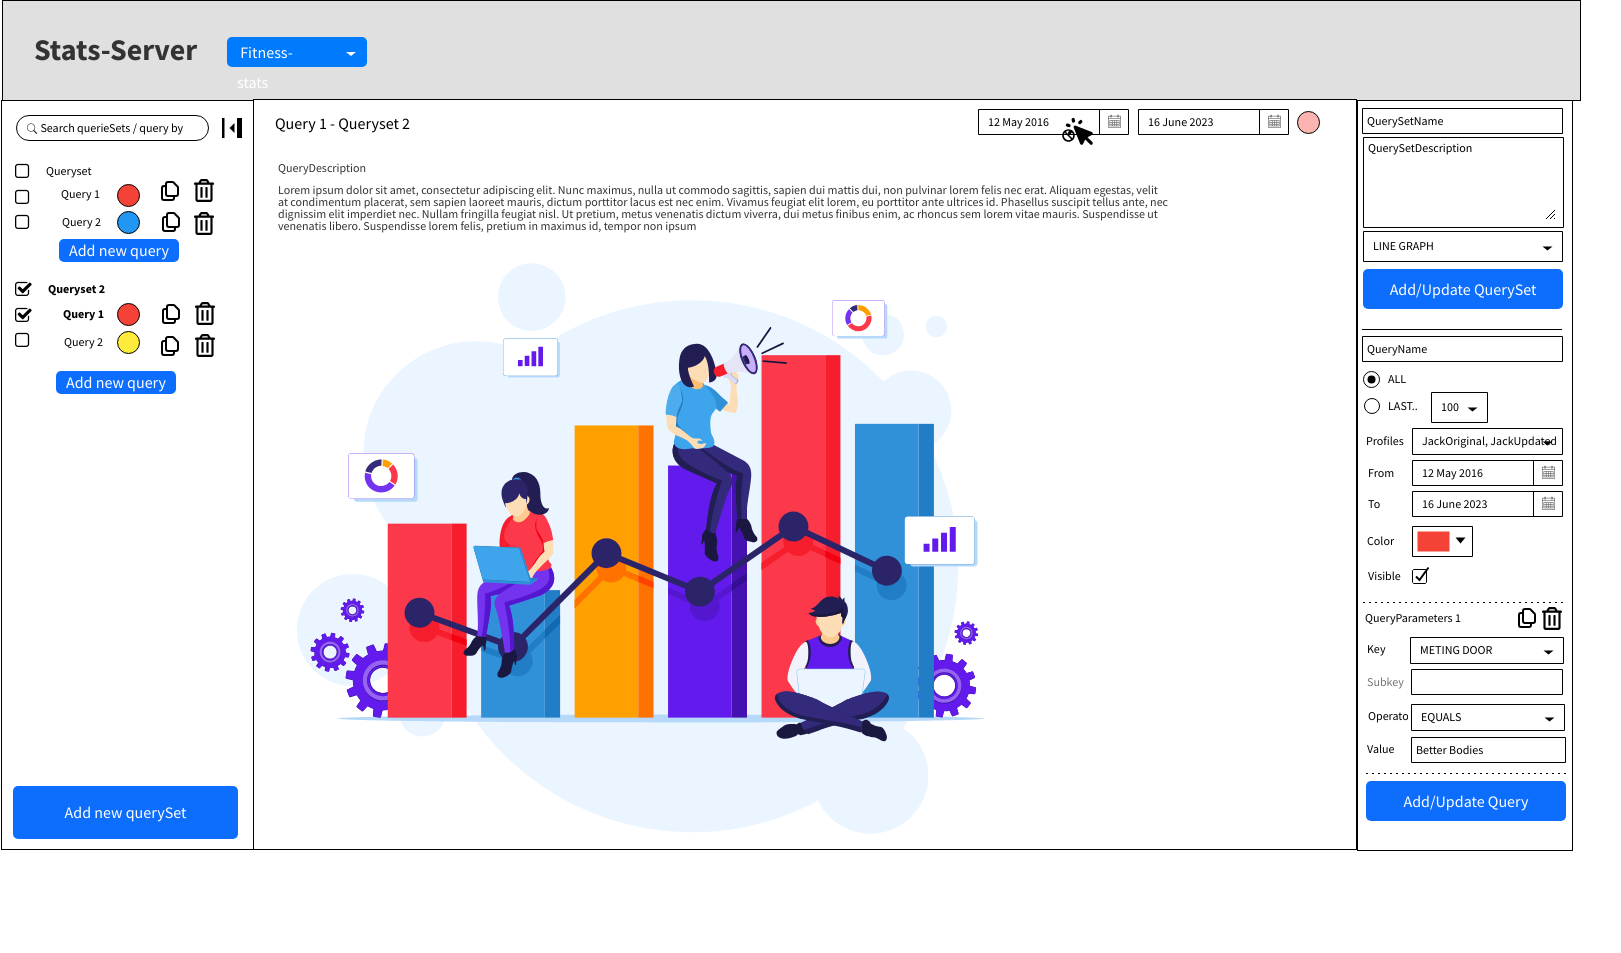 Stats-Server
Fitness-
stats
Search querieSets / query by
Queryset
Query 1
Query 2
Add new query
Queryset 2
Query 1
Query 2
Add new query
Add new querySet
Query 1 - Queryset 2
12 May 2016
16 June 2023
QueryDescription
Lorem ipsum dolor sit amet, consectetur adipiscing elit. Nunc maximus, nulla ut commodo sagittis, sapien dui mattis dui, non pulvinar lorem felis nec erat. Aliquam egestas, velit
at condimentum placerat, sem sapien laoreet mauris, dictum porttitor lacus est nec enim. Vivamus feugiat elit lorem, eu porttitor ante ultrices id. Phasellus suscipit tellus ante, nec
dignissim elit imperdiet nec. Nullam fringilla feugiat nisl. Ut pretium, metus venenatis dictum viverra, dui metus finibus enim, ac rhoncus sem lorem vitae mauris. Suspendisse ut
venenatis libero. Suspendisse lorem felis, pretium in maximus id, tempor non ipsum
QuerySetName
QuerySetDescription
LINE GRAPH
Add/Update QuerySet
QueryName
ALL
LAST.. 100
Profiles JackOriginal, JackUpdated
From 12 May 2016
To 16 June 2023
Color
Visible
QueryParameters 1
Key METING DOOR
Subkey
Operato EQUALS
Value Better Bodies
Add/Update Query